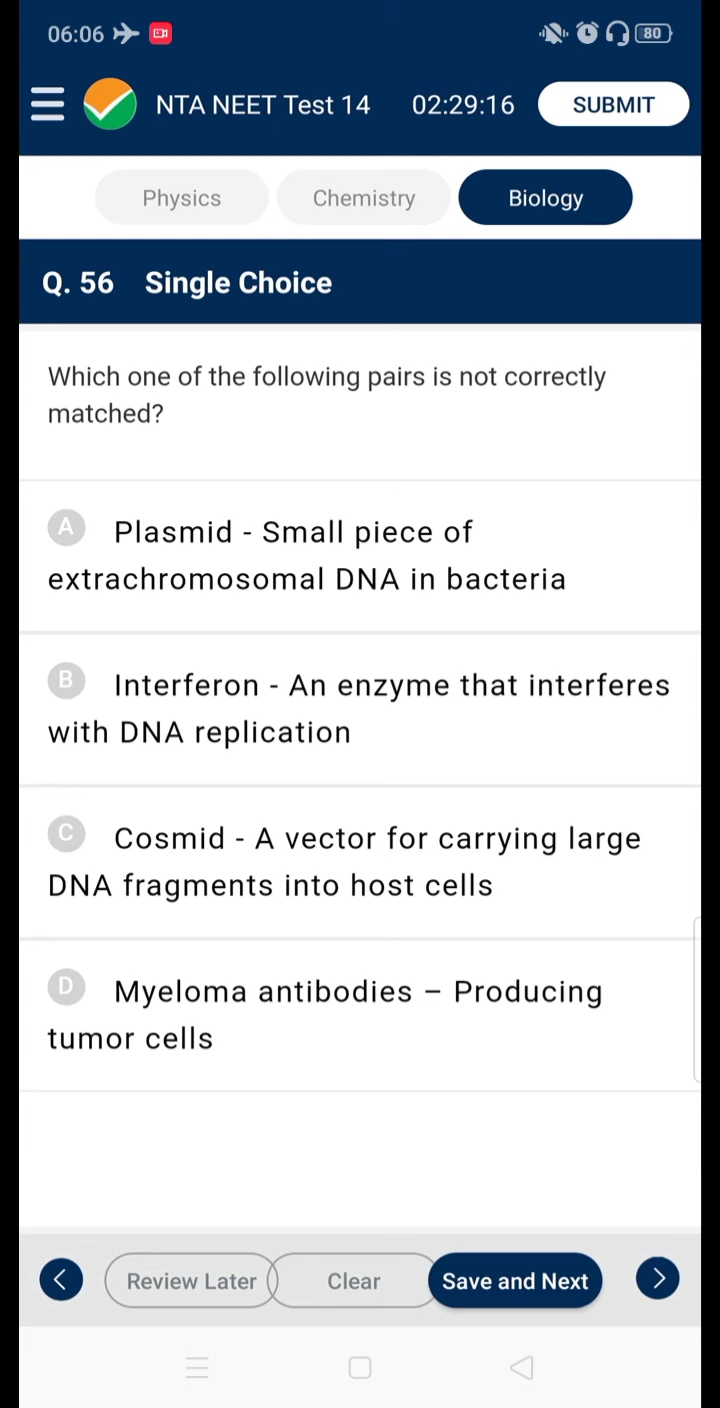 06:06 80
NTA NEET Test 14 02:29:16 SUBMIT
Physics Chemistry Biology
Q. 56 Single Choice
Which one of the following pairs is not correctly
matched?
A Plasmid - Small piece of
extrachromosomal DNA in bacteria
B Interferon - An enzyme that interferes
with DNA replication
C Cosmid - A vector for carrying large
DNA fragments into host cells
D Myeloma antibodies – Producing
tumor cells
Review Later Clear Save and Next